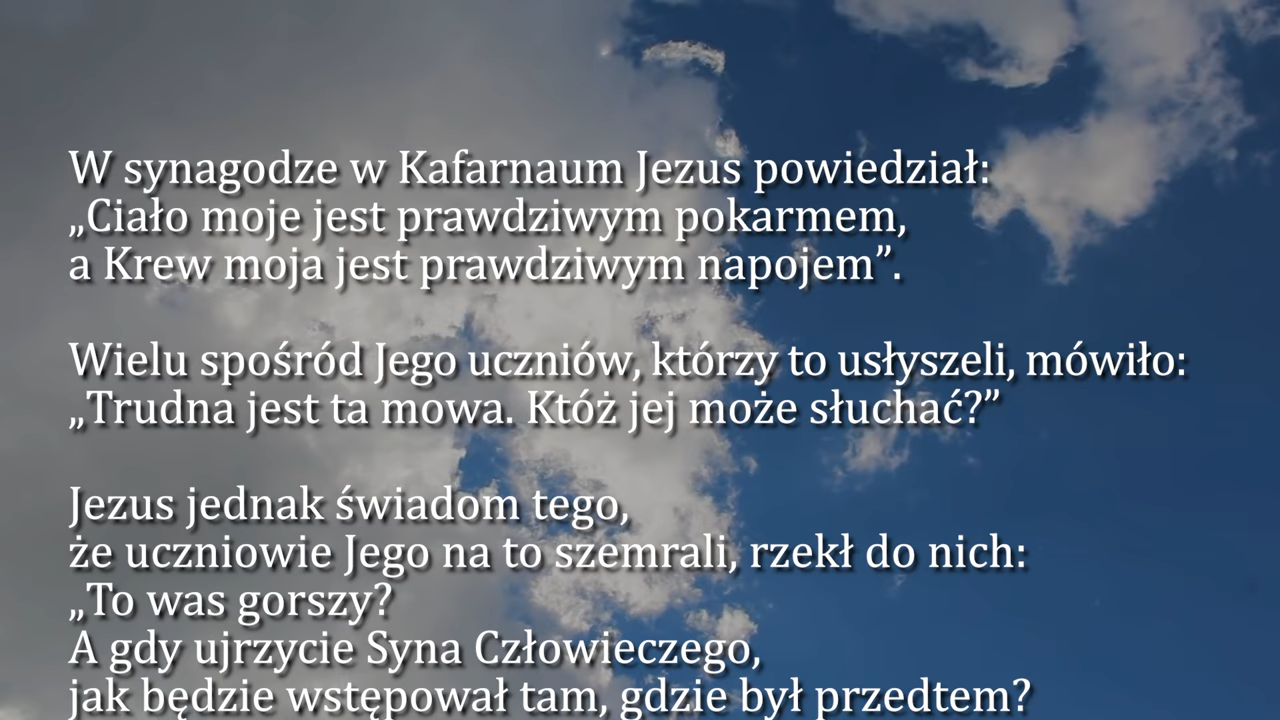 W synagodze w Kafarnaum Jezus powiedział:
„Ciało moje jest prawdziwym pokarmem,
a Krew moja jest prawdziwym napojem”.
Wielu spośród Jego uczniów, którzy to usłyszeli, mówiło:
„Trudna jest ta mowa. Któż jej może słuchać?”
Jezus jednak świadom tego,
że uczniowie Jego na to szemrali, rzekł do nich:
„To was gorszy?
A gdy ujrzycie Syna Człowieczego,
jak będzie wstępował tam, gdzie był przedtem?